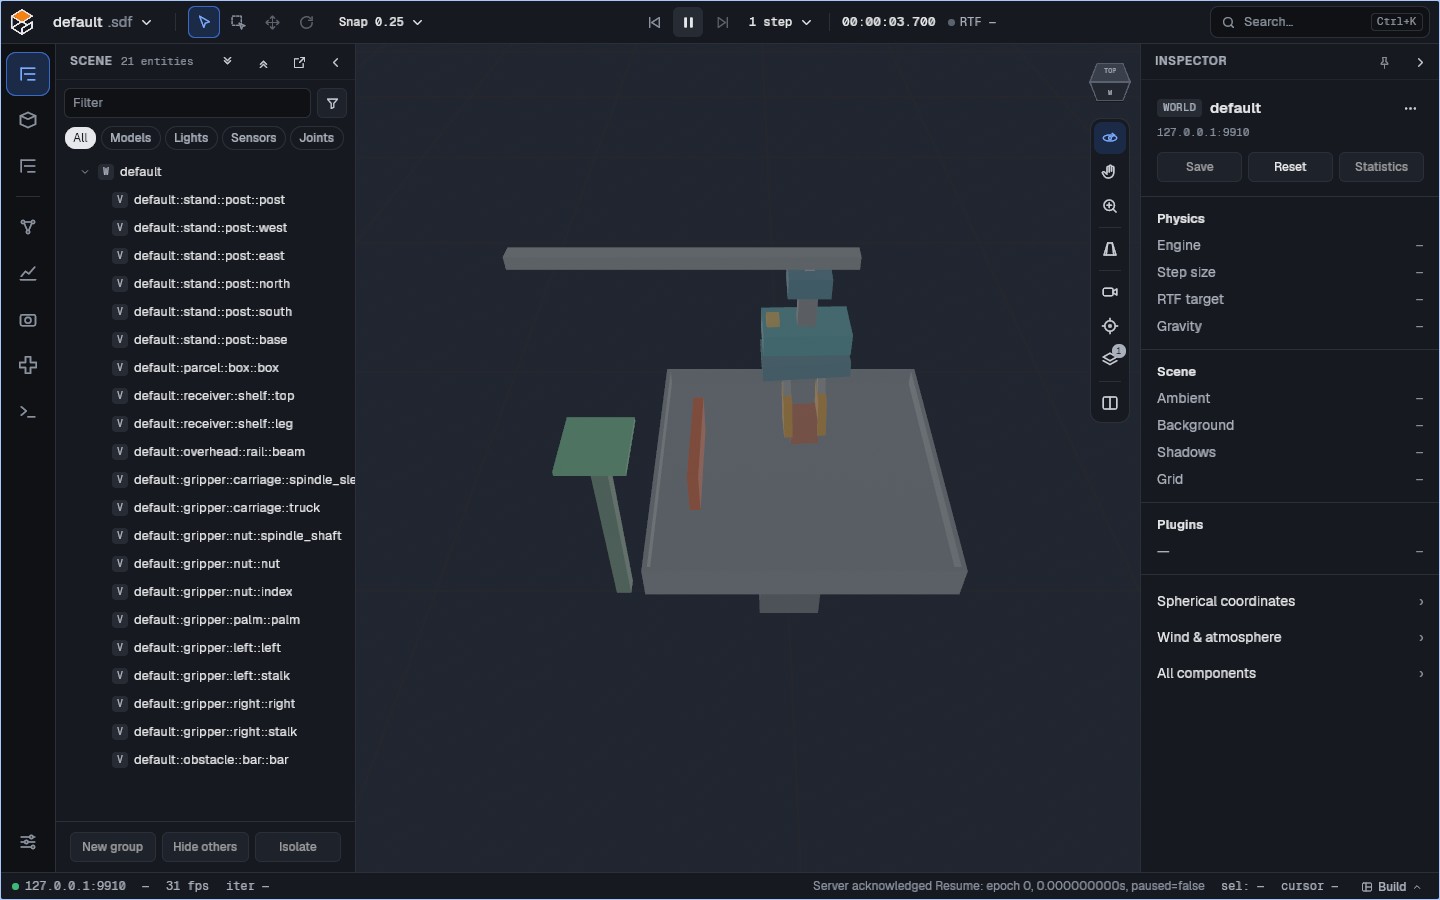 default .sdf
Snap 0.25
1 step
00:00:03.700
RTF –
Search…
Ctrl+K
SCENE 21 entities
Filter
All
Models
Lights
Sensors
Joints
W default
V default::stand::post::post
V default::stand::post::west
V default::stand::post::east
V default::stand::post::north
V default::stand::post::south
V default::stand::post::base
V default::parcel::box::box
V default::receiver::shelf::top
V default::receiver::shelf::leg
V default::overhead::rail::beam
V default::gripper::carriage::spindle_sle
V default::gripper::carriage::truck
V default::gripper::nut::spindle_shaft
V default::gripper::nut::nut
V default::gripper::nut::index
V default::gripper::palm::palm
V default::gripper::left::left
V default::gripper::left::stalk
V default::gripper::right::right
V default::gripper::right::stalk
V default::obstacle::bar::bar
New group
Hide others
Isolate
TOP
1
INSPECTOR
WORLD default
127.0.0.1:9910
Save
Reset
Statistics
Physics
Engine –
Step size –
RTF target –
Gravity –
Scene
Ambient –
Background –
Shadows –
Grid –
Plugins
— –
Spherical coordinates
Wind & atmosphere
All components
127.0.0.1:9910 – 31 fps iter –
Server acknowledged Resume: epoch 0, 0.000000000s, paused=false
sel: –
cursor –
Build